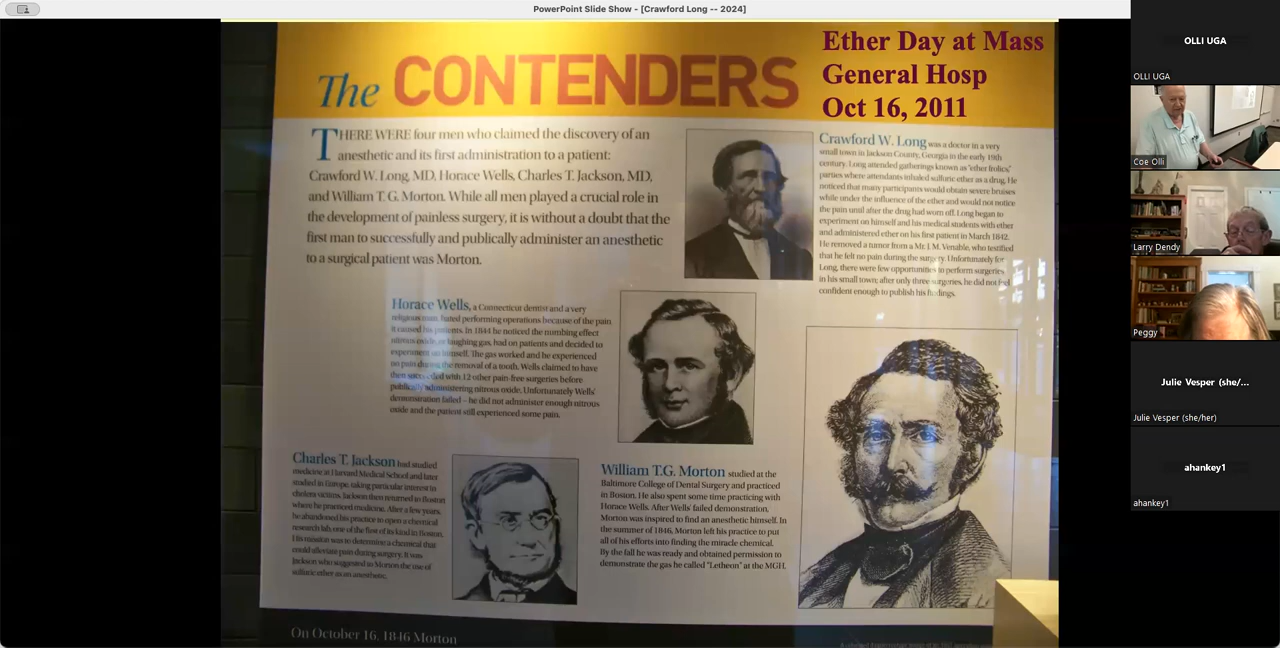 PowerPoint Slide Show - [Crawford Long -- 2024]
The CONTENDERS
Ether Day at Mass
General Hosp
Oct 16, 2011
THERE WERE four men who claimed the discovery of an
anesthetic and its first administration to a patient:
Crawford W. Long, MD, Horace Wells, Charles T. Jackson, MD,
and William T. G. Morton. While all men played a crucial role in
the development of painless surgery, it is without a doubt that the
first man to successfully and publically administer an anesthetic
to a surgical patient was Morton.
Crawford W. Long was a doctor in a very
small town in Jackson County, Georgia in the early 19th
century. Long attended gatherings known as "ether frolics,"
parties where attendants inhaled sulfuric ether as a drug. He
noticed that many participants would obtain severe bruises
while under the influence of the ether and would not notice
the pain until after the drug had worn off. Long began to
experiment on himself and his medical students with ether
and administered ether on his first patient in March 1842.
He removed a tumor from a Mr. J. M. Venable, who testified
that he felt no pain during the surgery. Unfortunately for
Long, there were few opportunities to perform surgeries
in his small town; after only three surgeries, he did not feel
confident enough to publish his findings.
Horace Wells, a Connecticut dentist and a very
religious man, hated performing operations because of the pain
it caused his patients. In 1844 he noticed the numbing effect
nitrous oxide, or laughing gas, had on patients and decided to
experiment on himself. The gas worked and he experienced
no pain during the removal of a tooth. Wells claimed to have
then succeeded with 12 other pain-free surgeries before
publically administering nitrous oxide. Unfortunately Wells'
demonstration failed – he did not administer enough nitrous
oxide and the patient still experienced some pain.
Charles T. Jackson had studied
medicine at Harvard Medical School and later
studied in Europe, taking particular interest in
cholera victims. Jackson then returned to Boston
where he practiced medicine. After a few years,
he abandoned his practice to open a chemical
research lab, one of the first of its kind in Boston.
His mission was to determine a chemical that
could alleviate pain during surgery. It was
Jackson who suggested to Morton the use of
sulfuric ether as an anesthetic.
William T.G. Morton studied at the
Baltimore College of Dental Surgery and practiced
in Boston. He also spent some time practicing with
Horace Wells. After Wells' failed demonstration,
Morton was inspired to find an anesthetic himself. In
the summer of 1846, Morton left his practice to put
all of his efforts into finding the miracle chemical.
By the fall he was ready and obtained permission to
demonstrate the gas he called "Letheon" at the MGH.
On October 16, 1846 Morton
OLLI UGA
OLLI UGA
Coe Olli
Larry Dendy
Peggy
Julie Vesper (she/...
Julie Vesper (she/her)
ahankey1
ahankey1